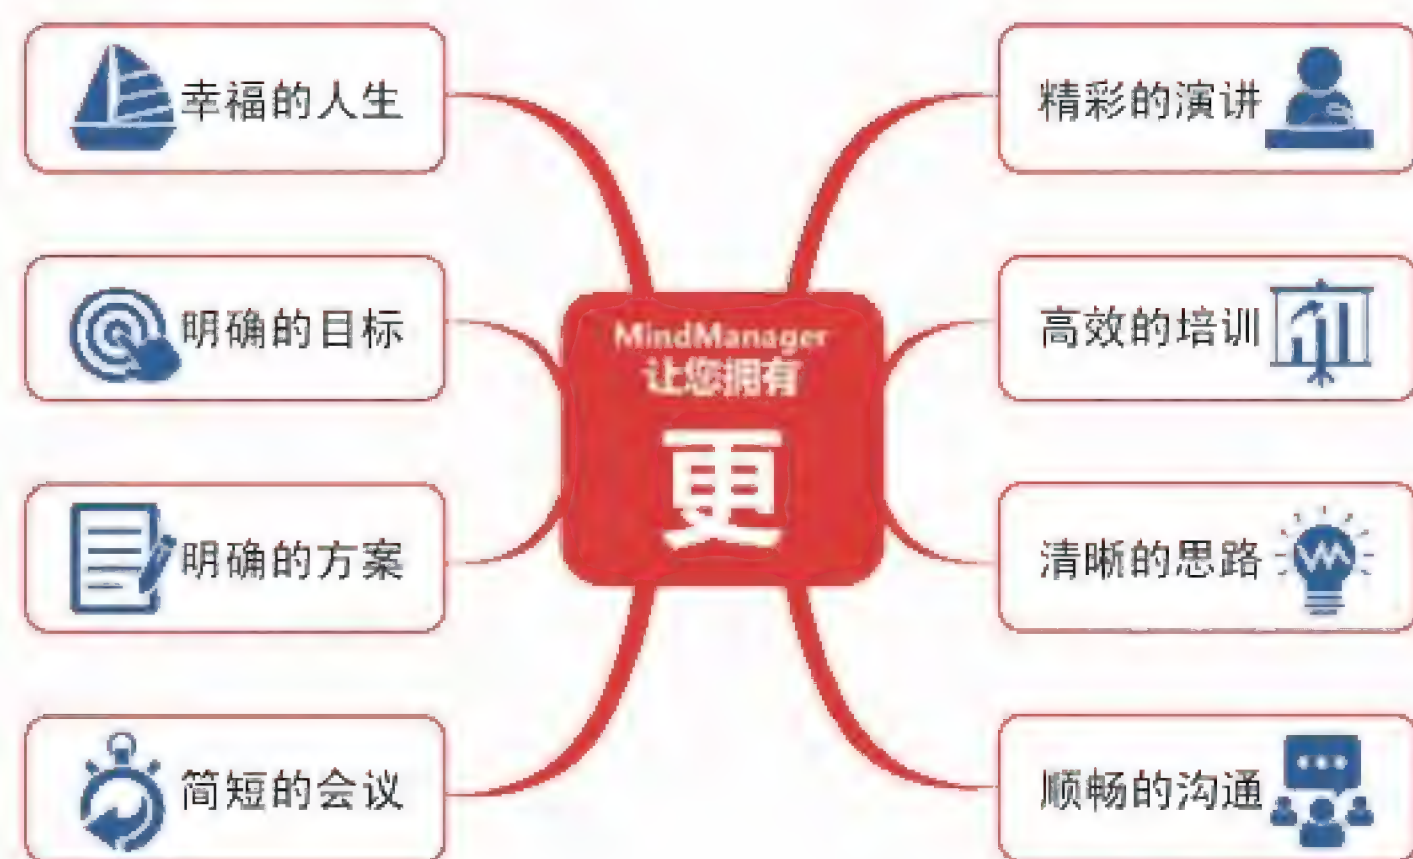 幸福的人生
明确的目标
明确的方案
简短的会议
MindManager
让您拥有
更
精彩的演讲
高效的培训
清晰的思路
顺畅的沟通